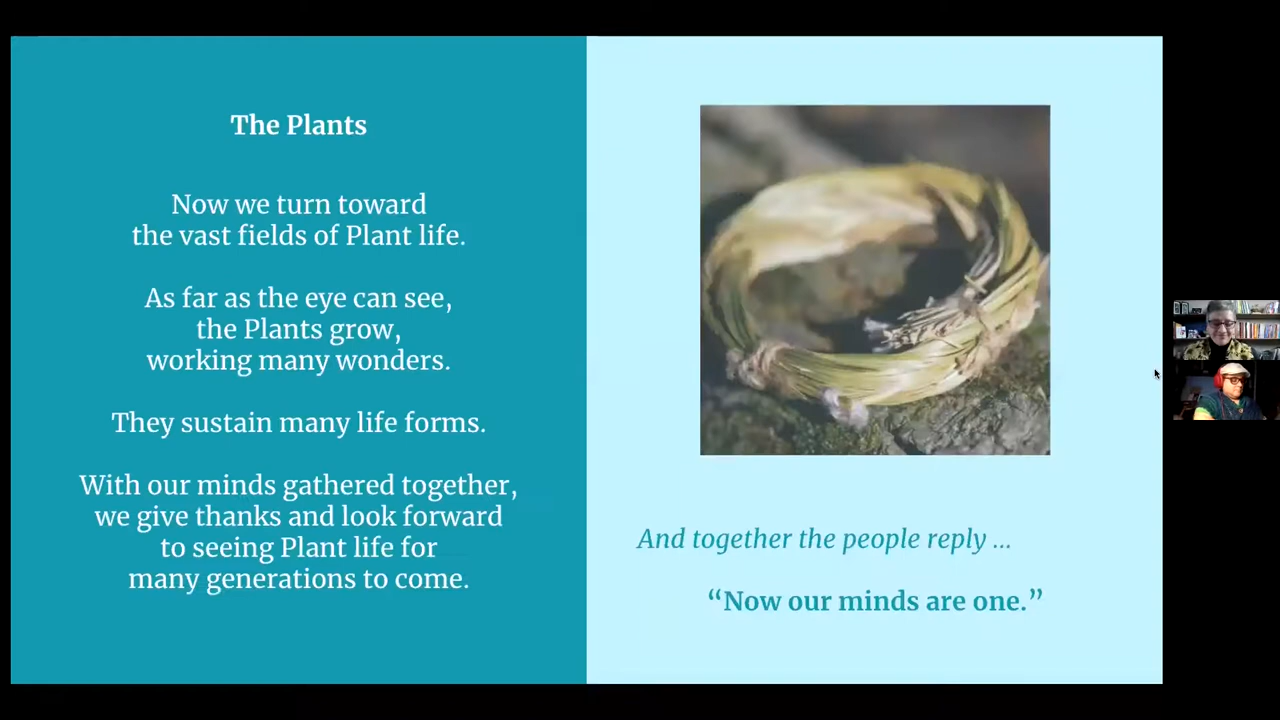 The Plants
Now we turn toward
the vast fields of Plant life.
As far as the eye can see,
the Plants grow,
working many wonders.
They sustain many life forms.
With our minds gathered together,
we give thanks and look forward
to seeing Plant life for
many generations to come.
And together the people reply ...
“Now our minds are one.”